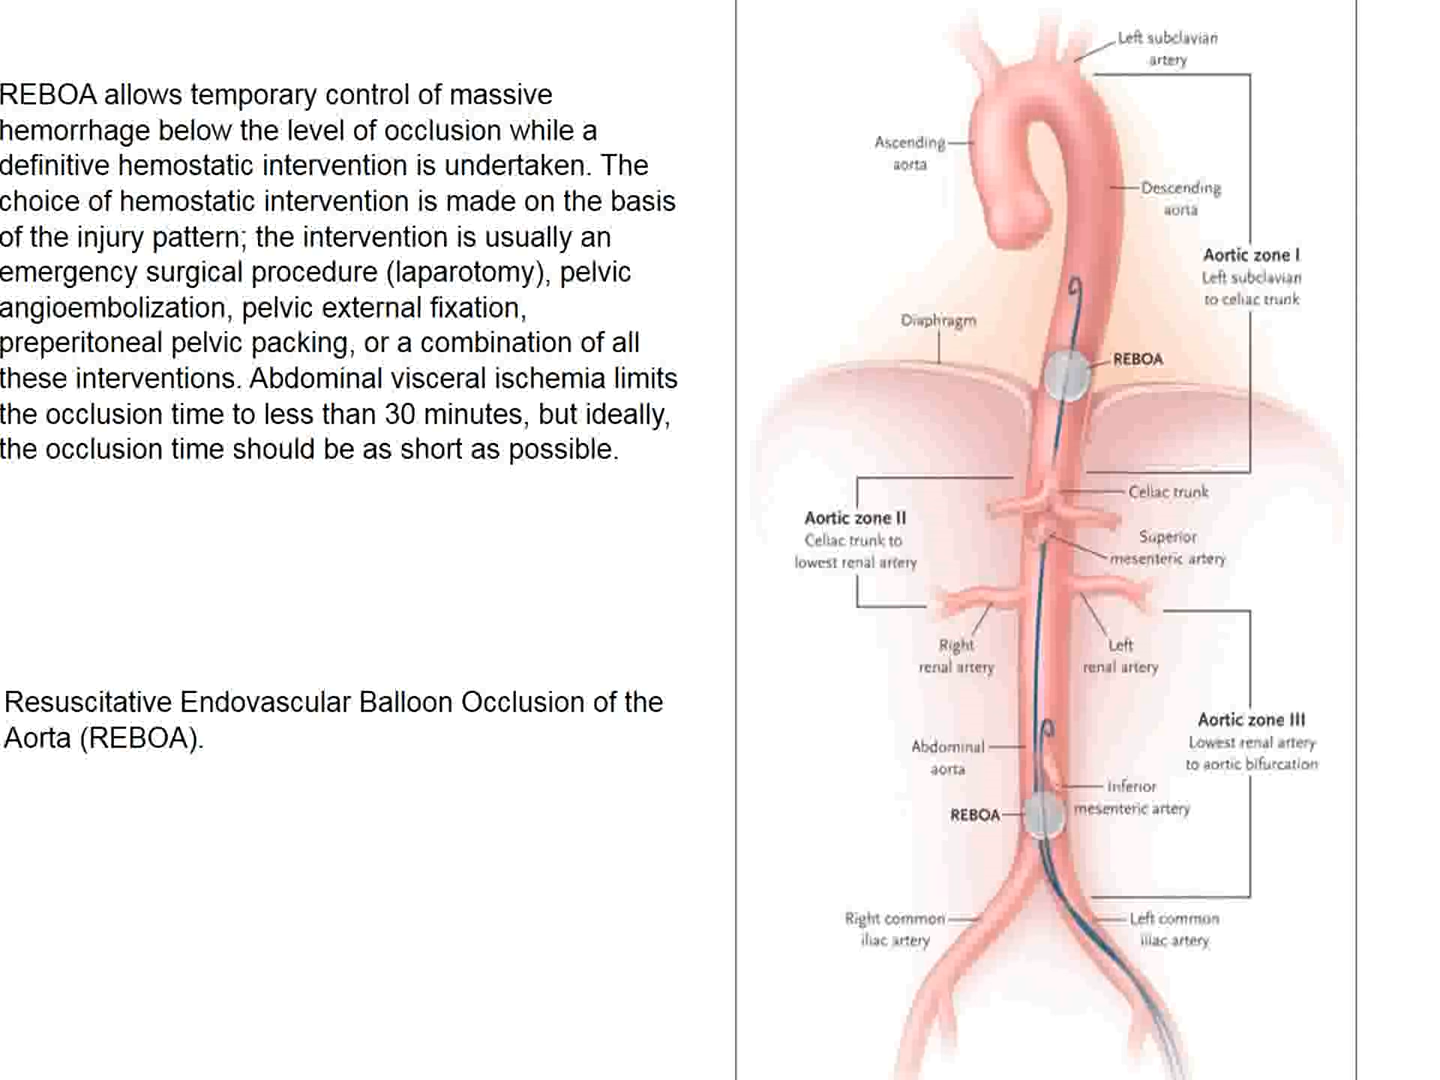 REBOA allows temporary control of massive
hemorrhage below the level of occlusion while a
definitive hemostatic intervention is undertaken. The
choice of hemostatic intervention is made on the basis
of the injury pattern; the intervention is usually an
emergency surgical procedure (laparotomy), pelvic
angioembolization, pelvic external fixation,
preperitoneal pelvic packing, or a combination of all
these interventions. Abdominal visceral ischemia limits
the occlusion time to less than 30 minutes, but ideally,
the occlusion time should be as short as possible.
Resuscitative Endovascular Balloon Occlusion of the
Aorta (REBOA).
Left subclavian
artery
Ascending
aorta
Descending
aorta
Aortic zone I
Left subclavian
to celiac trunk
Diaphragm
REBOA
Celiac trunk
Aortic zone II
Celiac trunk to
lowest renal artery
Superior
mesenteric artery
Right
renal artery
Left
renal artery
Aortic zone III
Lowest renal artery
to aortic bifurcation
Abdominal
aorta
Inferior
mesenteric artery
REBOA
Right common
iliac artery
Left common
iliac artery